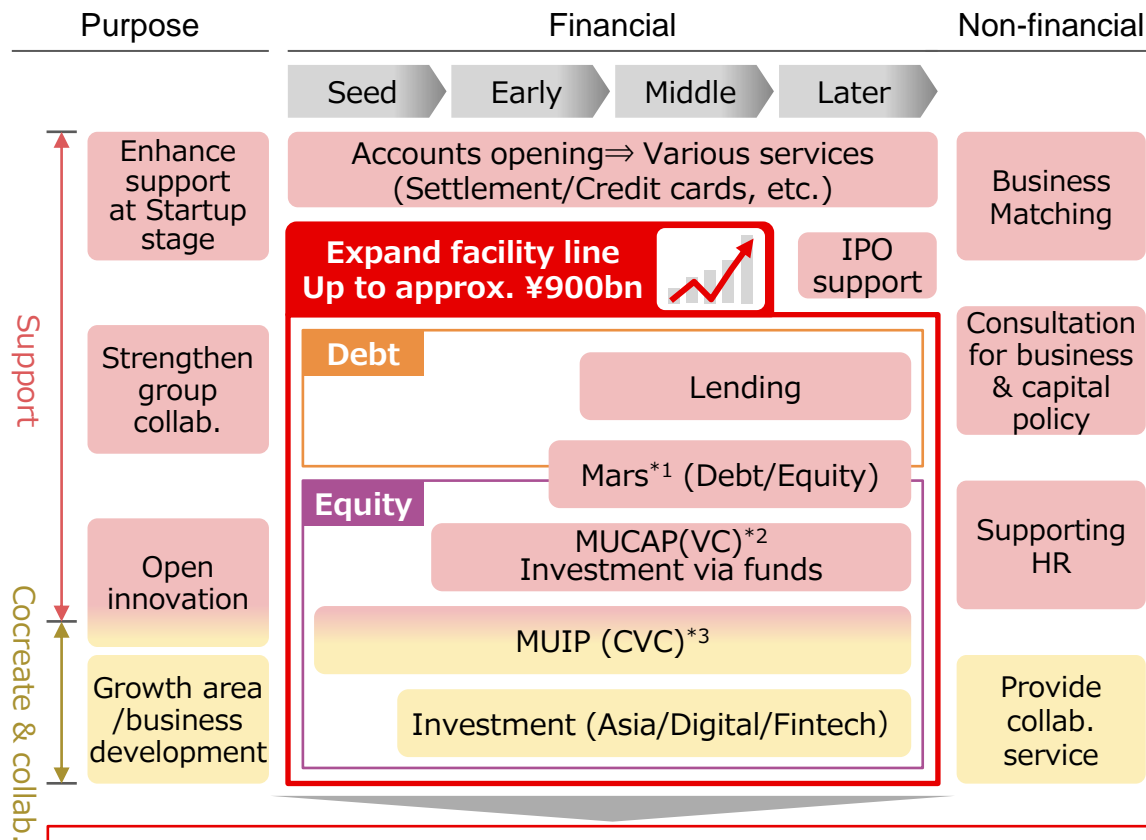 Purpose
Financial
Non-financial
Seed
Early
Middle
Later
Support
Cocreate & collab.
Enhance
support
at Startup
stage
Strengthen
group
collab.
Open
innovation
Growth area
/business
development
Accounts opening⇒ Various services
(Settlement/Credit cards, etc.)
Expand facility line
Up to approx. ¥900bn
IPO
support
Debt
Lending
Mars*1 (Debt/Equity)
Equity
MUCAP(VC)*2
Investment via funds
MUIP (CVC)*3
Investment (Asia/Digital/Fintech)
Business
Matching
Consultation
for business
& capital
policy
Supporting
HR
Provide
collab.
service